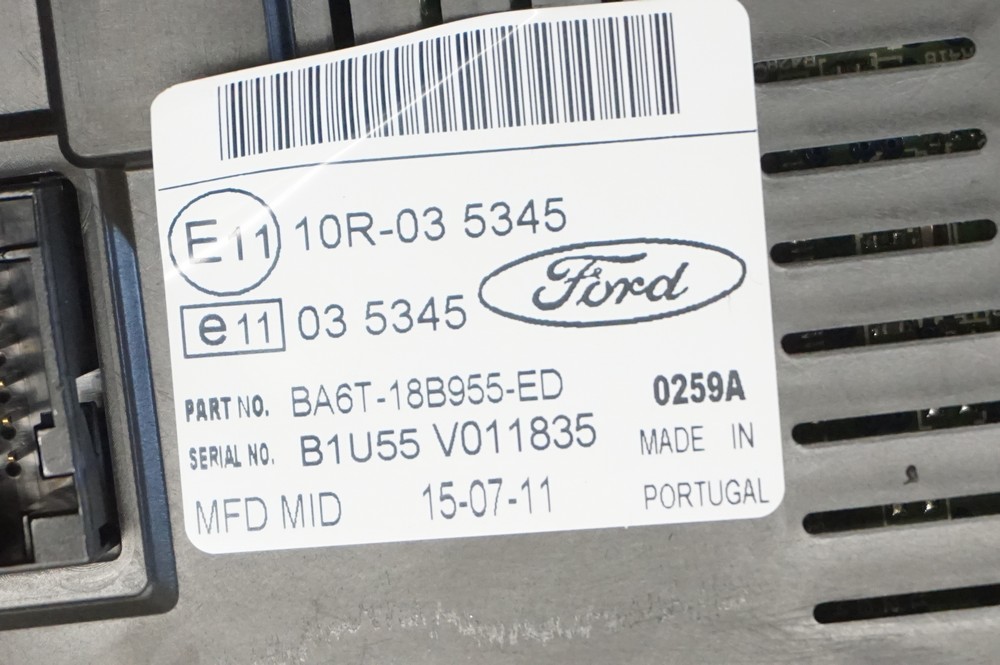 E11 10R-03 5345
e11 03 5345
Ford
PART NO. BA6T-18B955-ED 0259A
SERIAL NO. B1U55 V011835 MADE IN
MFD MID 15-07-11 PORTUGAL